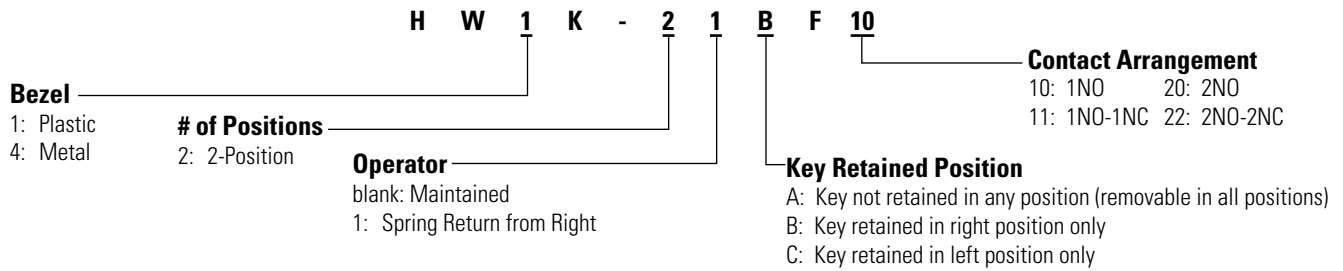 H W 1 K - 2 1 B F 10
Bezel
1: Plastic
4: Metal
# of Positions
2: 2-Position
Operator
blank: Maintained
1: Spring Return from Right
Contact Arrangement
10: 1NO 20: 2NO
11: 1NO-1NC 22: 2NO-2NC
Key Retained Position
A: Key not retained in any position (removable in all positions)
B: Key retained in right position only
C: Key retained in left position only